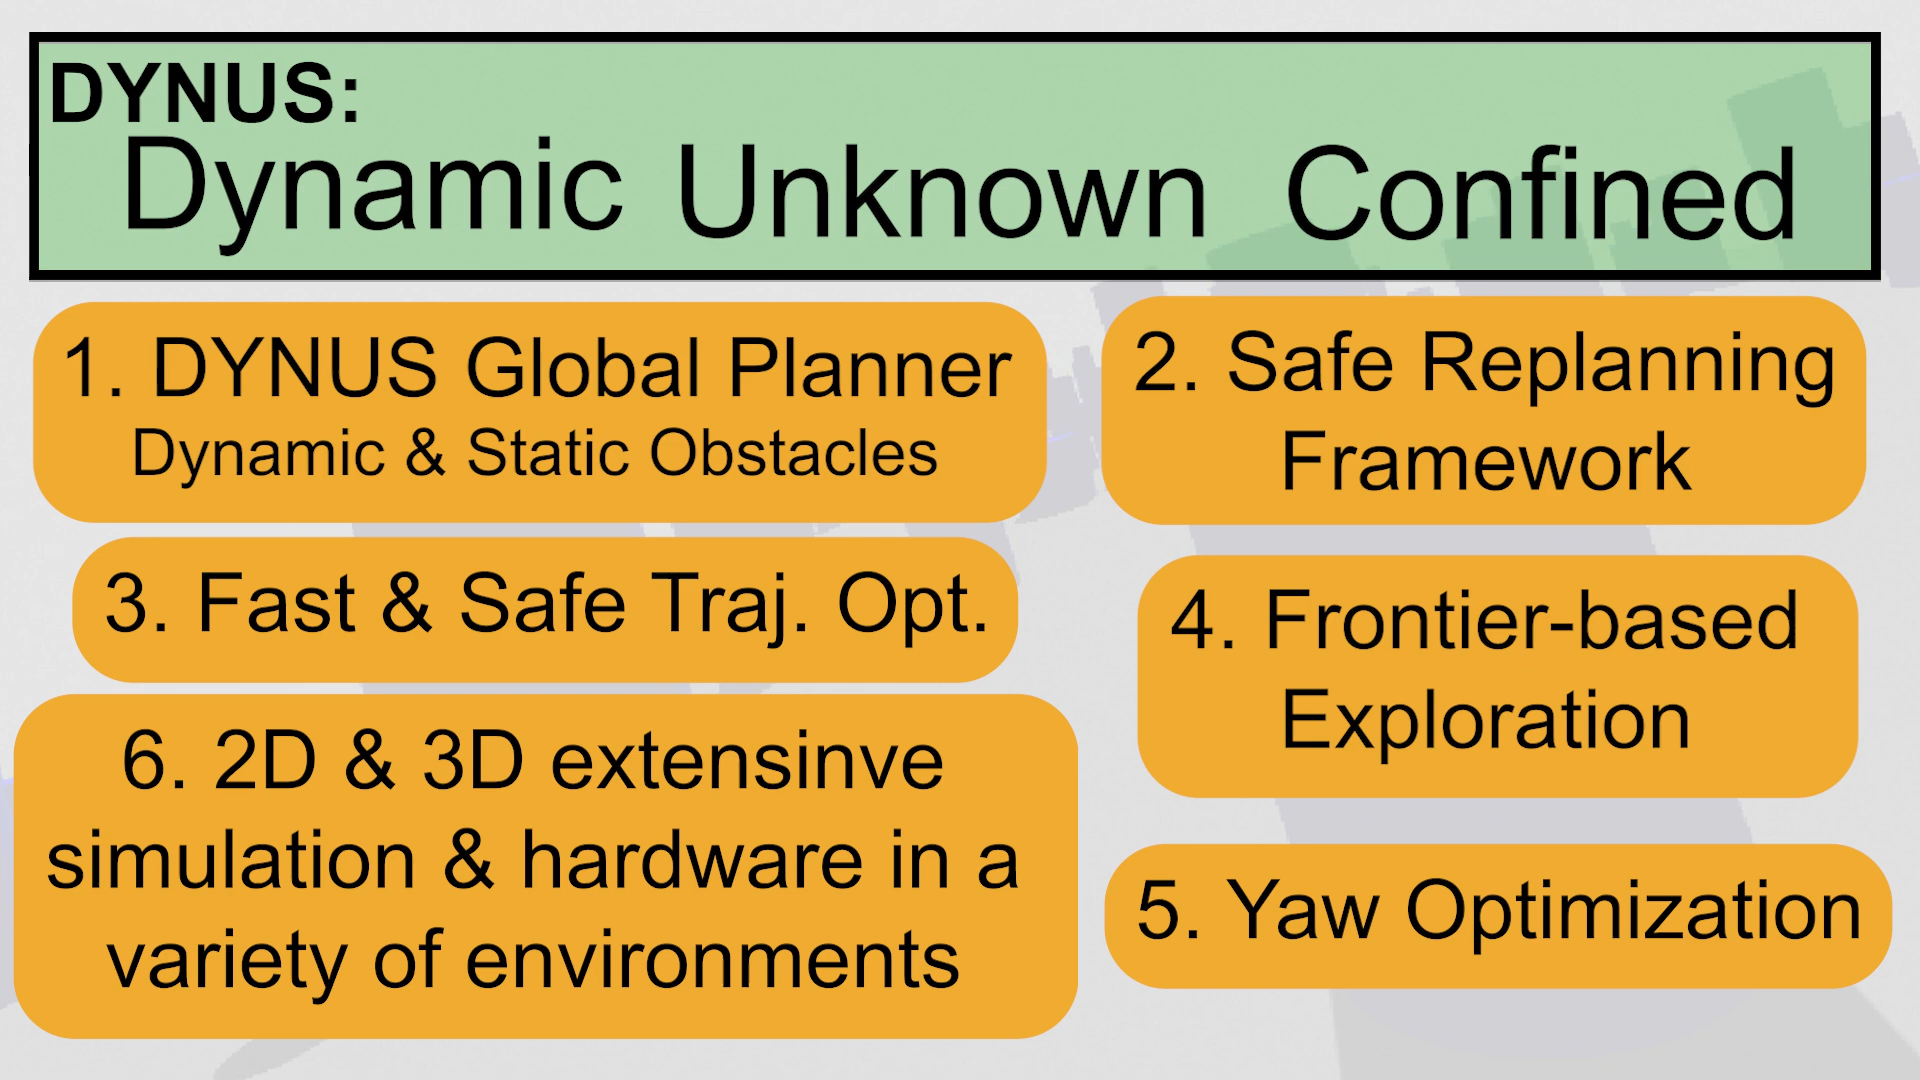 DYNUS:
Dynamic Unknown Confined
1. DYNUS Global Planner
Dynamic & Static Obstacles
2. Safe Replanning
Framework
3. Fast & Safe Traj. Opt.
4. Frontier-based
Exploration
5. Yaw Optimization
6. 2D & 3D extensinve
simulation & hardware in a
variety of environments